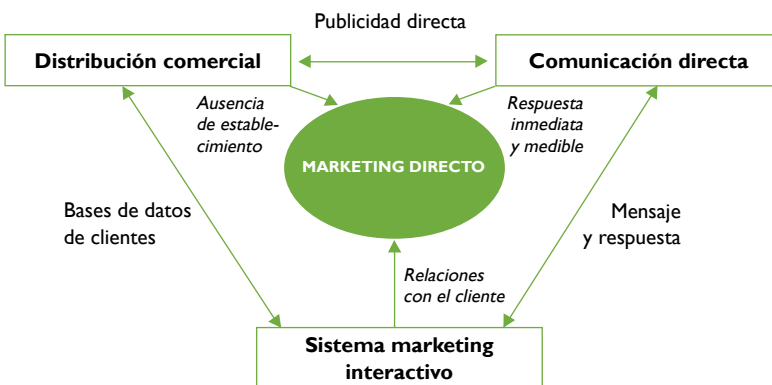 Publicidad directa
Distribución comercial
Comunicación directa
Ausencia
de estable-
cimiento
Respuesta
inmediata
y medible
MARKETING DIRECTO
Bases de datos
de clientes
Mensaje
y respuesta
Relaciones
con el cliente
Sistema marketing
interactivo